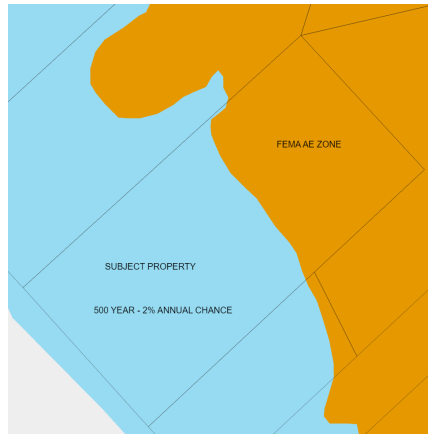 FEMA AE ZONE
SUBJECT PROPERTY
500 YEAR - 2% ANNUAL CHANCE